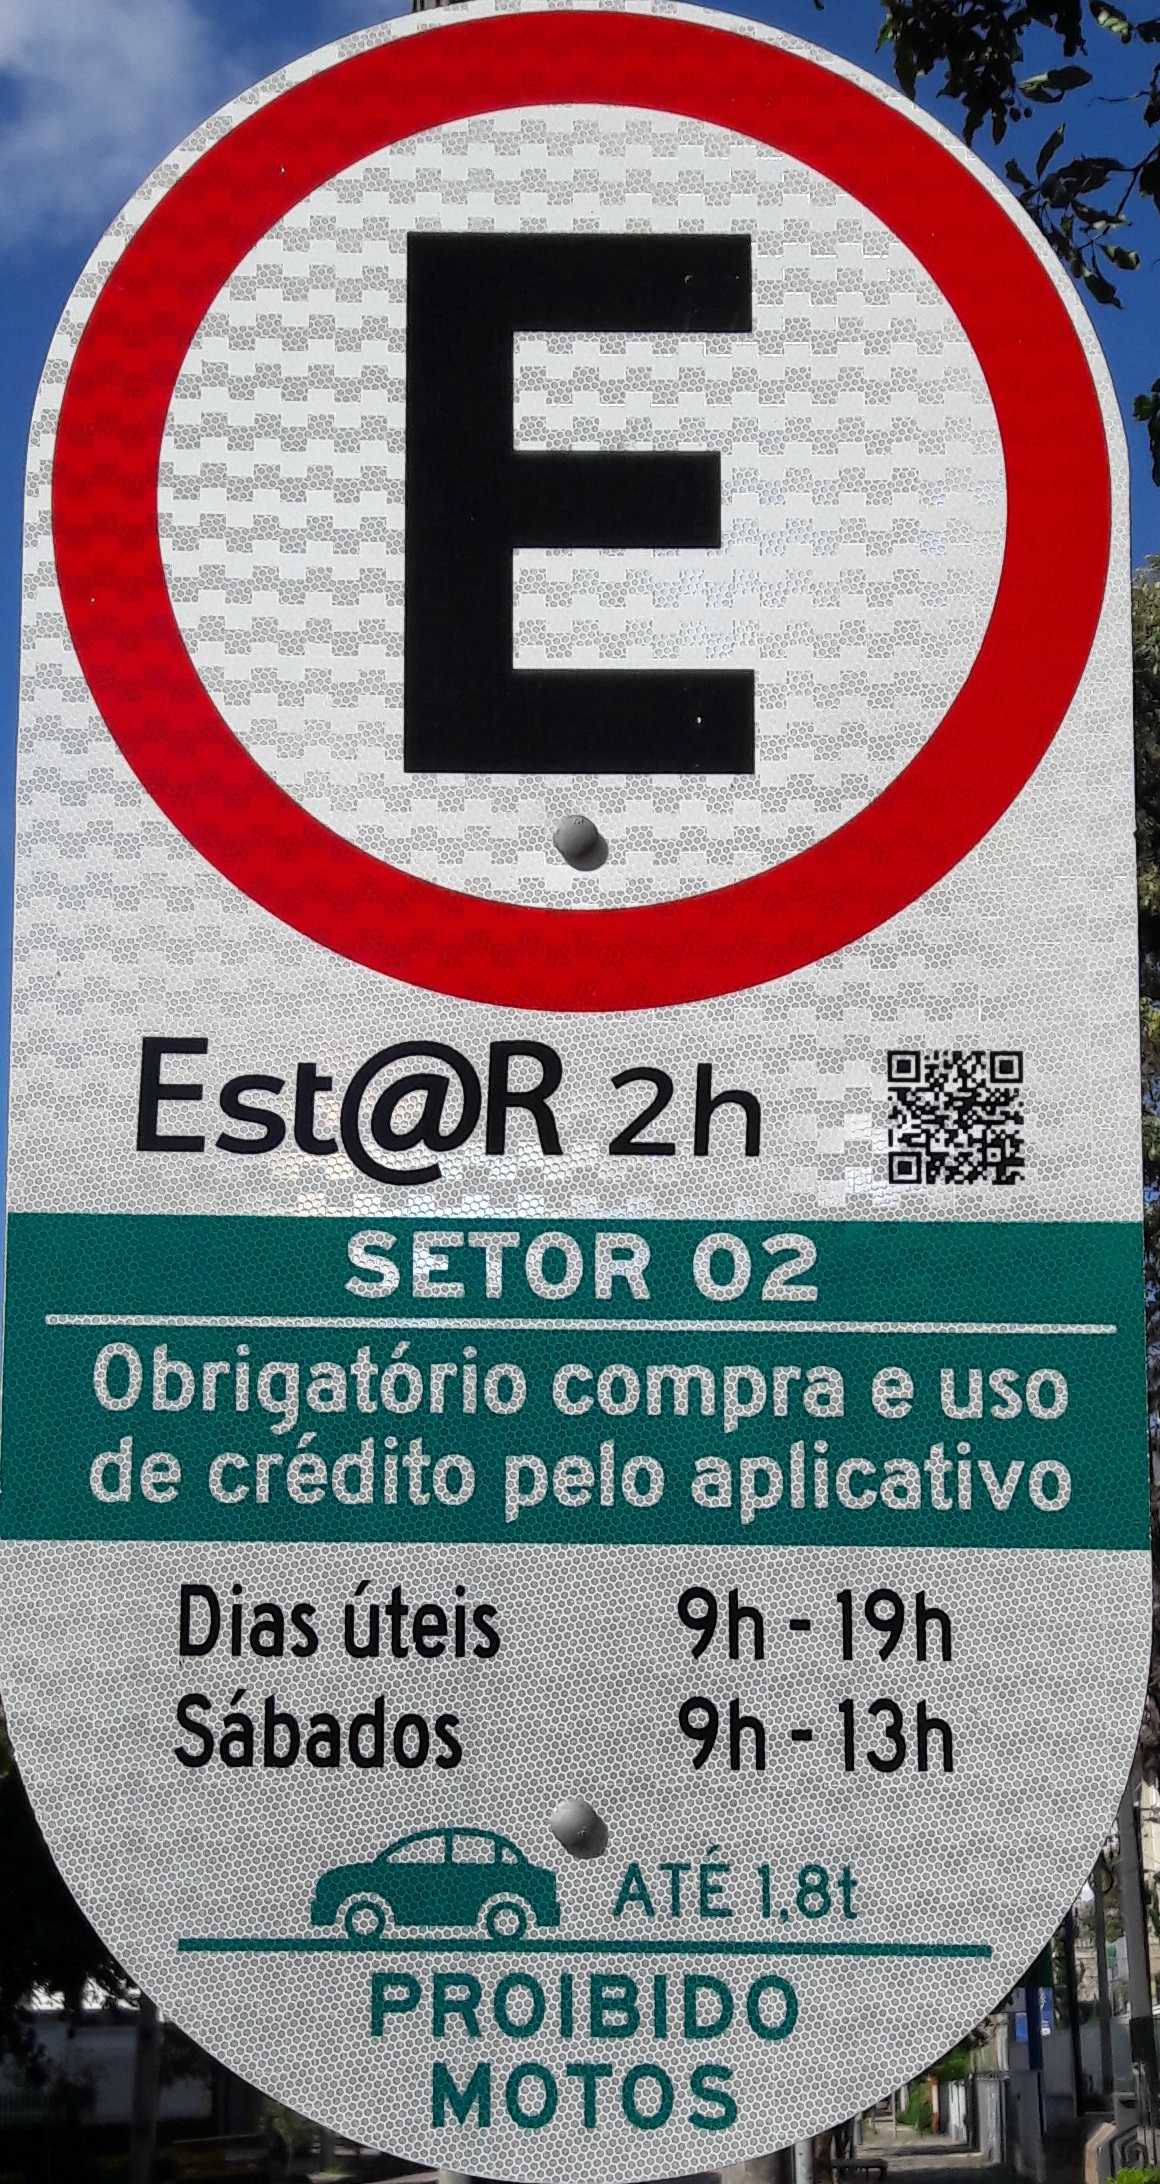 E
Est@R 2h
SETOR 02
Obrigatório compra e uso
de crédito pelo aplicativo
Dias úteis 9h - 19h
Sábados 9h - 13h
ATÉ 1,8t
PROIBIDO
MOTOS